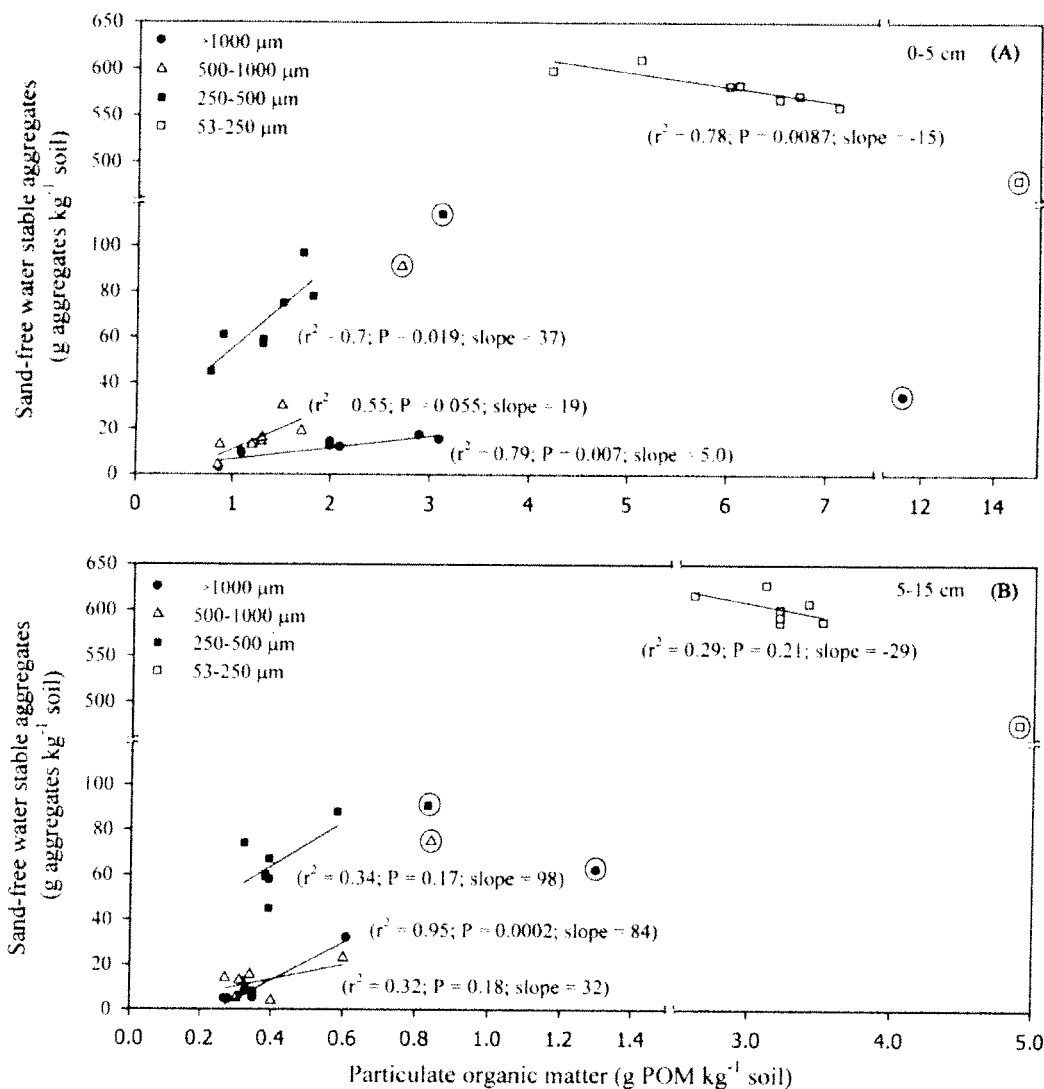 Sand-free water stable aggregates
(g aggregates kg⁻¹ soil)
650
600
550
500
100
80
60
40
20
0
>1000 µm
500-1000 µm
250-500 µm
53-250 µm
0-5 cm (A)
(r² = 0.78; P = 0.0087; slope = -15)
(r² = 0.7; P = 0.019; slope = 37)
(r² = 0.55; P = 0.055; slope = 19)
(r² = 0.79; P = 0.007; slope = 5.0)
0 1 2 3 4 5 6 7 12 14
Sand-free water stable aggregates
(g aggregates kg⁻¹ soil)
650
600
550
500
100
80
60
40
20
0
>1000 µm
500-1000 µm
250-500 µm
53-250 µm
5-15 cm (B)
(r² = 0.29; P = 0.21; slope = -29)
(r² = 0.34; P = 0.17; slope = 98)
(r² = 0.95; P = 0.0002; slope = 84)
(r² = 0.32; P = 0.18; slope = 32)
0.0 0.2 0.4 0.6 0.8 1.0 1.2 1.4 3.0 4.0 5.0
Particulate organic matter (g POM kg⁻¹ soil)